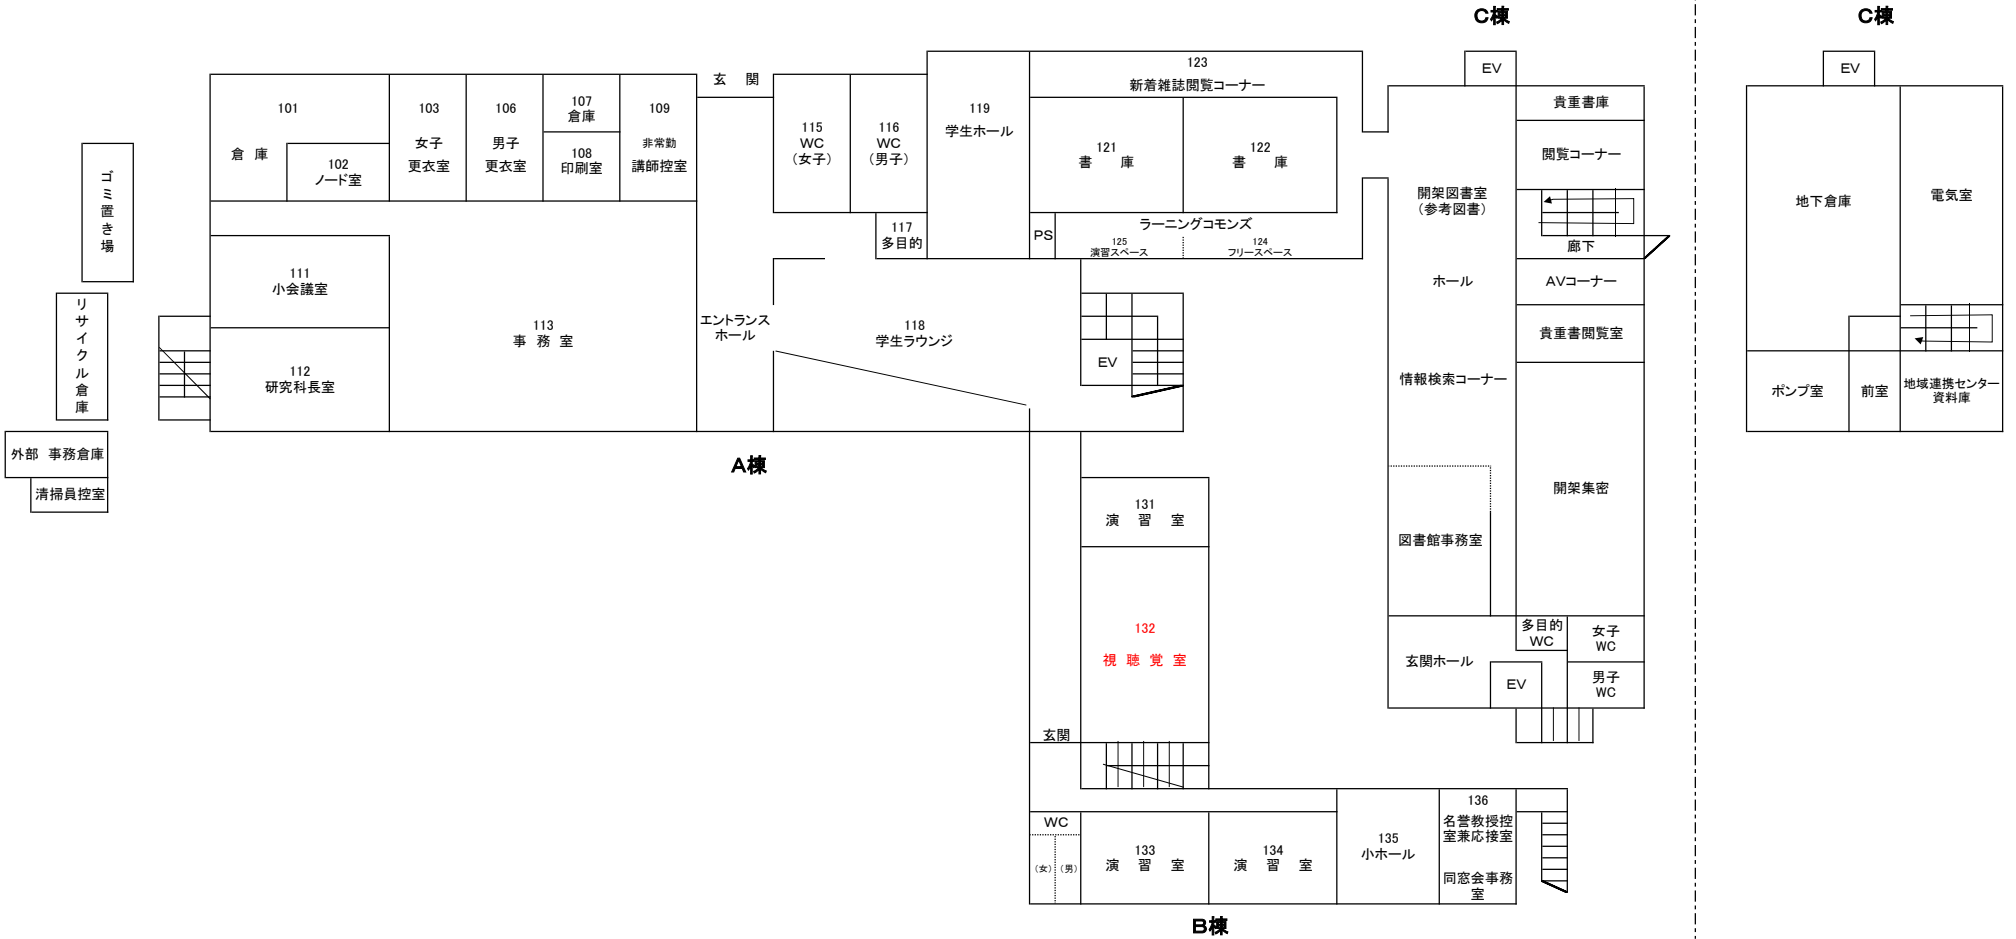 C棟
C棟
EV
EV
玄　関
101
倉　庫
102
ノード室
103
女子
更衣室
106
男子
更衣室
107
倉庫
108
印刷室
109
非常勤
講師控室
115
WC
(女子)
116
WC
(男子)
117
多目的
119
学生ホール
123
新着雑誌閲覧コーナー
121
書　　庫
122
書　　庫
PS
ラーニングコモンズ
125
演習スペース
124
フリースペース
ゴミ置き場
リサイクル倉庫
外部　事務倉庫
清掃員控室
111
小会議室
112
研究科長室
113
事　務　室
エントランス
ホール
118
学生ラウンジ
EV
A棟
開架図書室
(参考図書)
ホール
情報検索コーナー
図書館事務室
玄関ホール
EV
貴重書庫
閲覧コーナー
廊下
AVコーナー
貴重書閲覧室
開架集密
多目的
WC
女子
WC
男子
WC
地下倉庫
電気室
ポンプ室
前室
地域連携センター
資料庫
131
演　習　室
132
視　聴　覚　室
玄関
WC
(女)
(男)
133
演　習　室
134
演　習　室
135
小ホール
136
名誉教授控
室兼応接室
同窓会事務
室
B棟